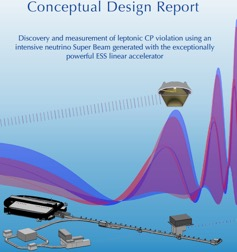 Conceptual Design Report
Discovery and measurement of leptonic CP violation using an
intensive neutrino Super Beam generated with the exceptionally
powerful ESS linear accelerator